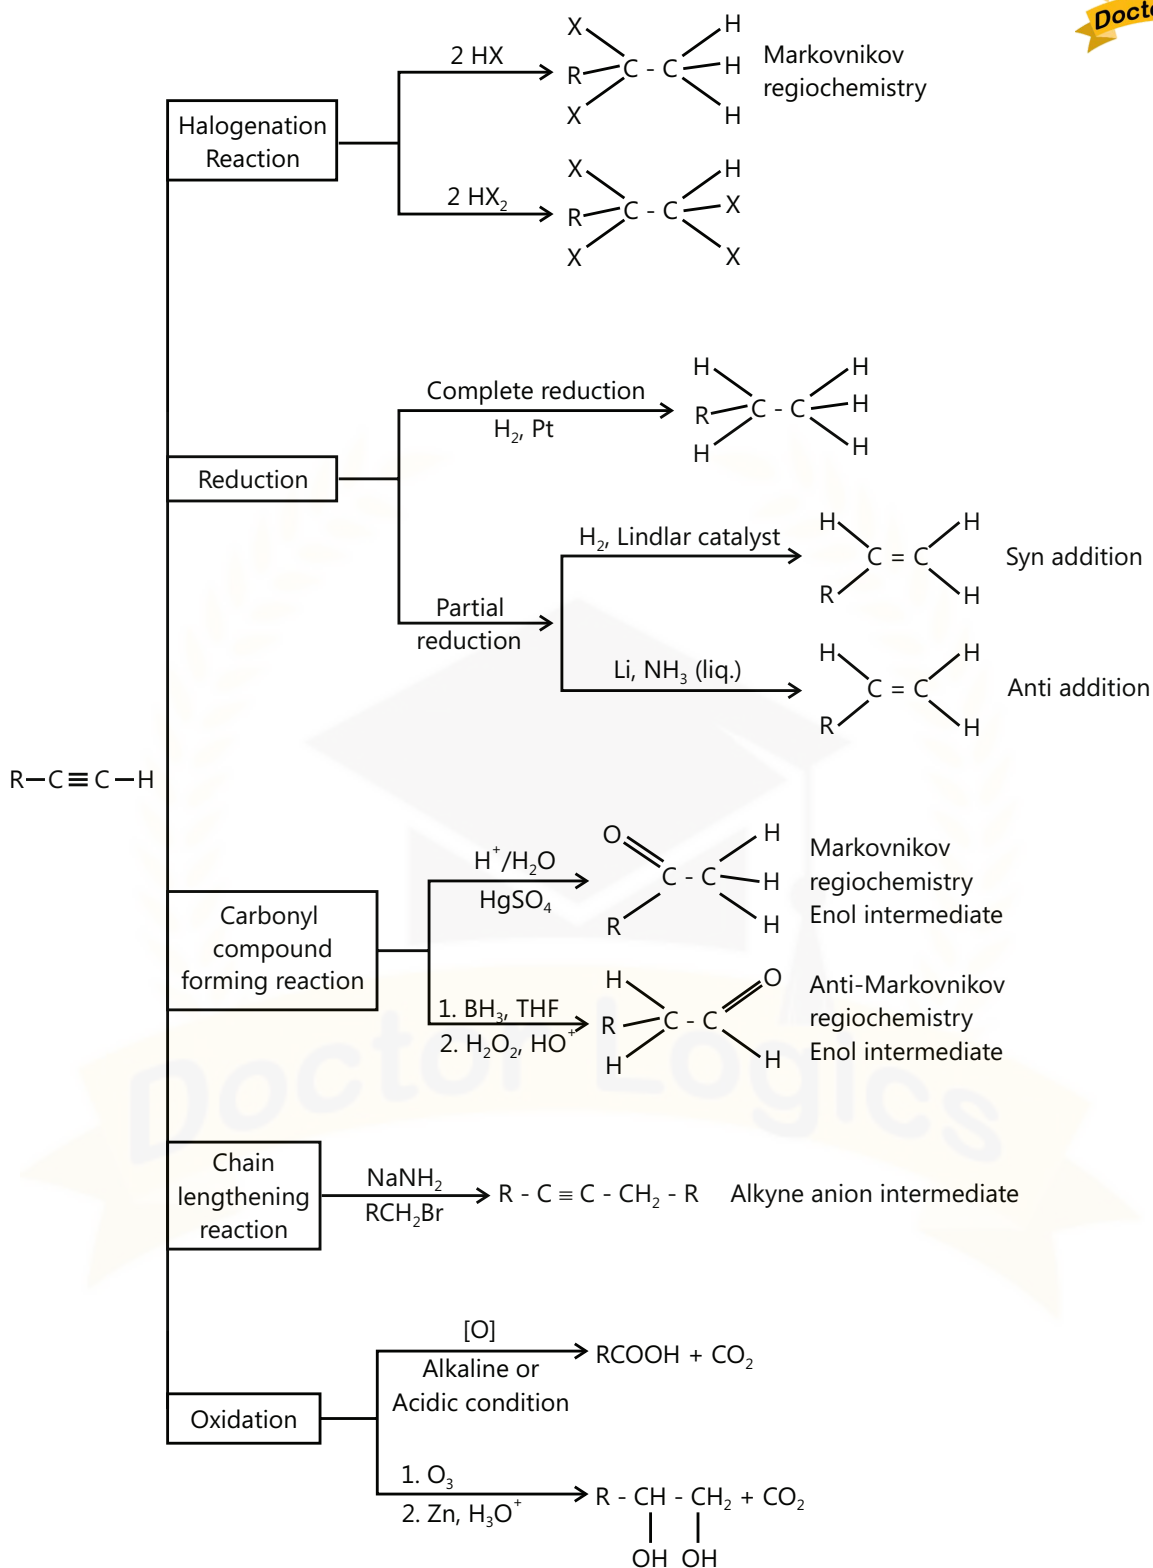 Docto
2 HX
X
H
R
C - C
H
X
H
Markovnikov
regiochemistry
Halogenation
Reaction
2 HX₂
X
H
R
C - C
X
X
X
Complete reduction
H₂, Pt
H
H
R
C - C
H
H
H
Reduction
H₂, Lindlar catalyst
H
H
C = C
R
H
Syn addition
Partial
reduction
Li, NH₃ (liq.)
H
H
C = C
R
H
Anti addition
R—C≡C—H
H⁺/H₂O
HgSO₄
O
H
C - C
H
R
H
Markovnikov
regiochemistry
Enol intermediate
Carbonyl
compound
forming reaction
1. BH₃, THF
2. H₂O₂, HO⁺
H
O
R
C - C
H
H
Anti-Markovnikov
regiochemistry
Enol intermediate
Doctor Logics
Chain
lengthening
reaction
NaNH₂
RCH₂Br
R - C ≡ C - CH₂ - R
Alkyne anion intermediate
[O]
Alkaline or
Acidic condition
RCOOH + CO₂
Oxidation
1. O₃
2. Zn, H₃O⁺
R - CH - CH₂ + CO₂
OH OH